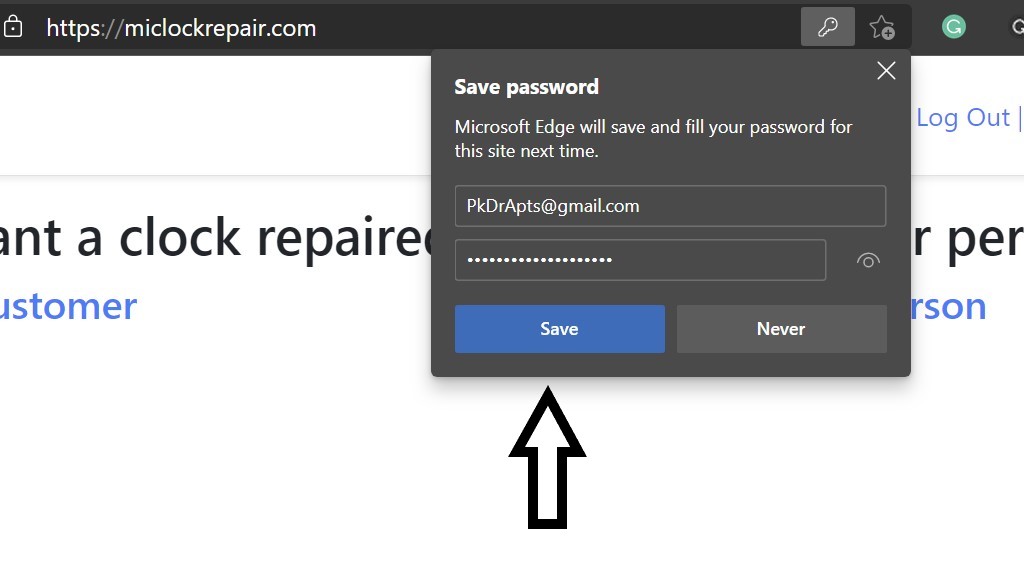 https://miclockrepair.com
Save password
Microsoft Edge will save and fill your password for
this site next time.
PkDrApts@gmail.com
••••••••••••••••••••
Save
Never
Log Out |
ant a clock repaired
r per
ustomer
rson